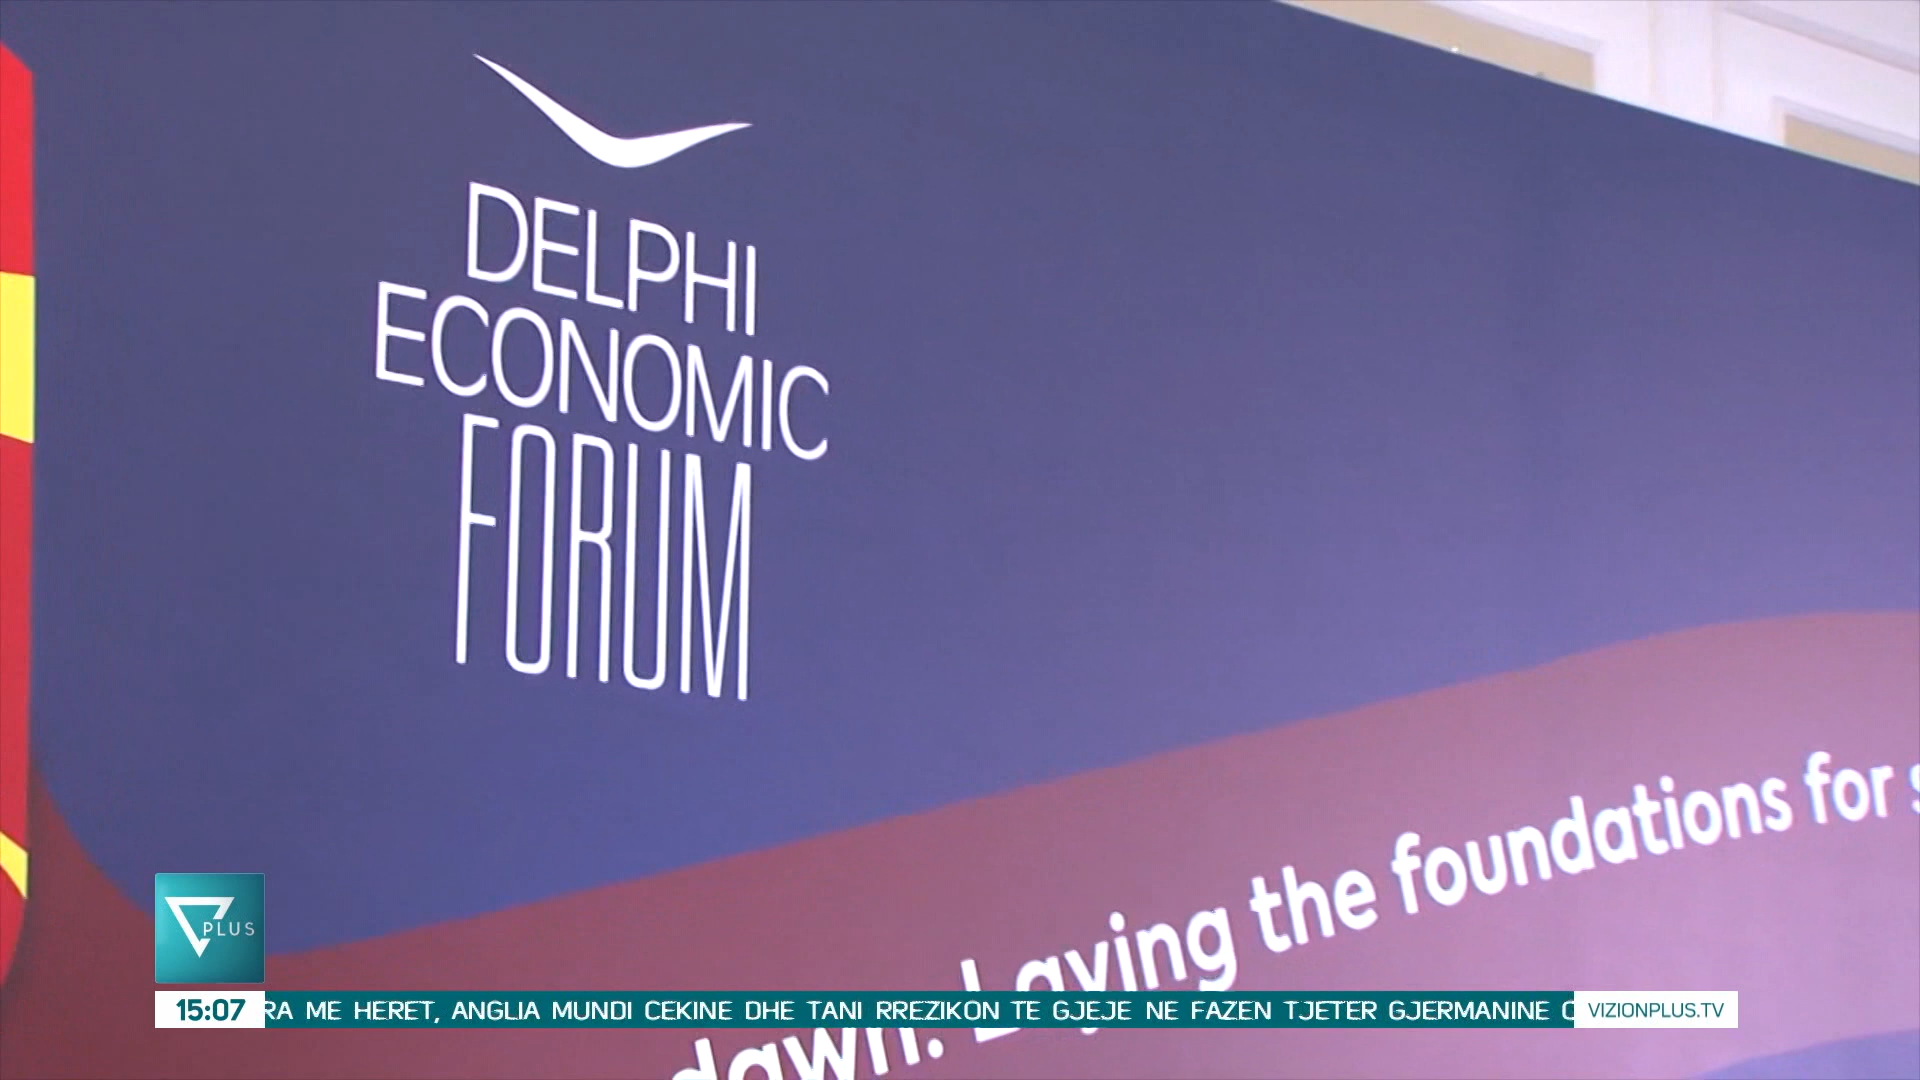 DELPHI
ECONOMIC
FORUM
dawn. Laying the foundations for
PLUS
15:07
RA ME HERET, ANGLIA MUNDI CEKINE DHE TANI RREZIKON TE GJEJE NE FAZEN TJETER GJERMANINE
VIZIONPLUS.TV